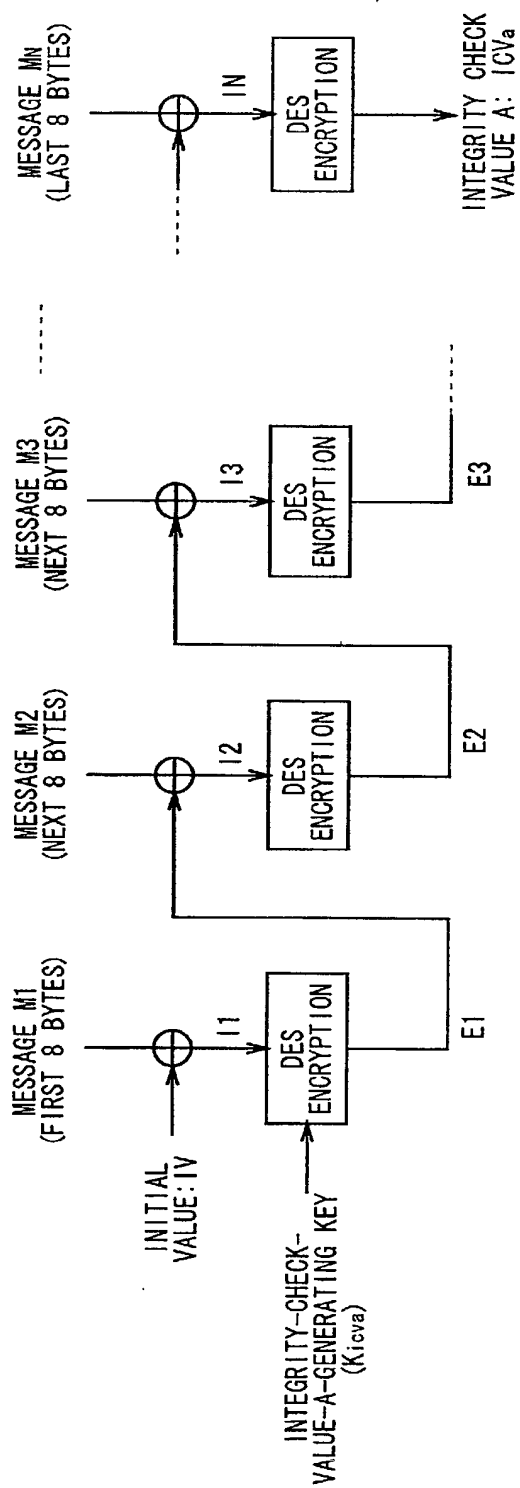 MESSAGE M1
(FIRST 8 BYTES)
MESSAGE M2
(NEXT 8 BYTES)
MESSAGE M3
(NEXT 8 BYTES)
MESSAGE MN
(LAST 8 BYTES)
INITIAL
VALUE:IV
I1
I2
I3
IN
DES
ENCRYPTION
DES
ENCRYPTION
DES
ENCRYPTION
DES
ENCRYPTION
INTEGRITY-CHECK-
VALUE-A-GENERATING KEY
(Kicva)
E1
E2
E3
INTEGRITY CHECK
VALUE A: ICVa